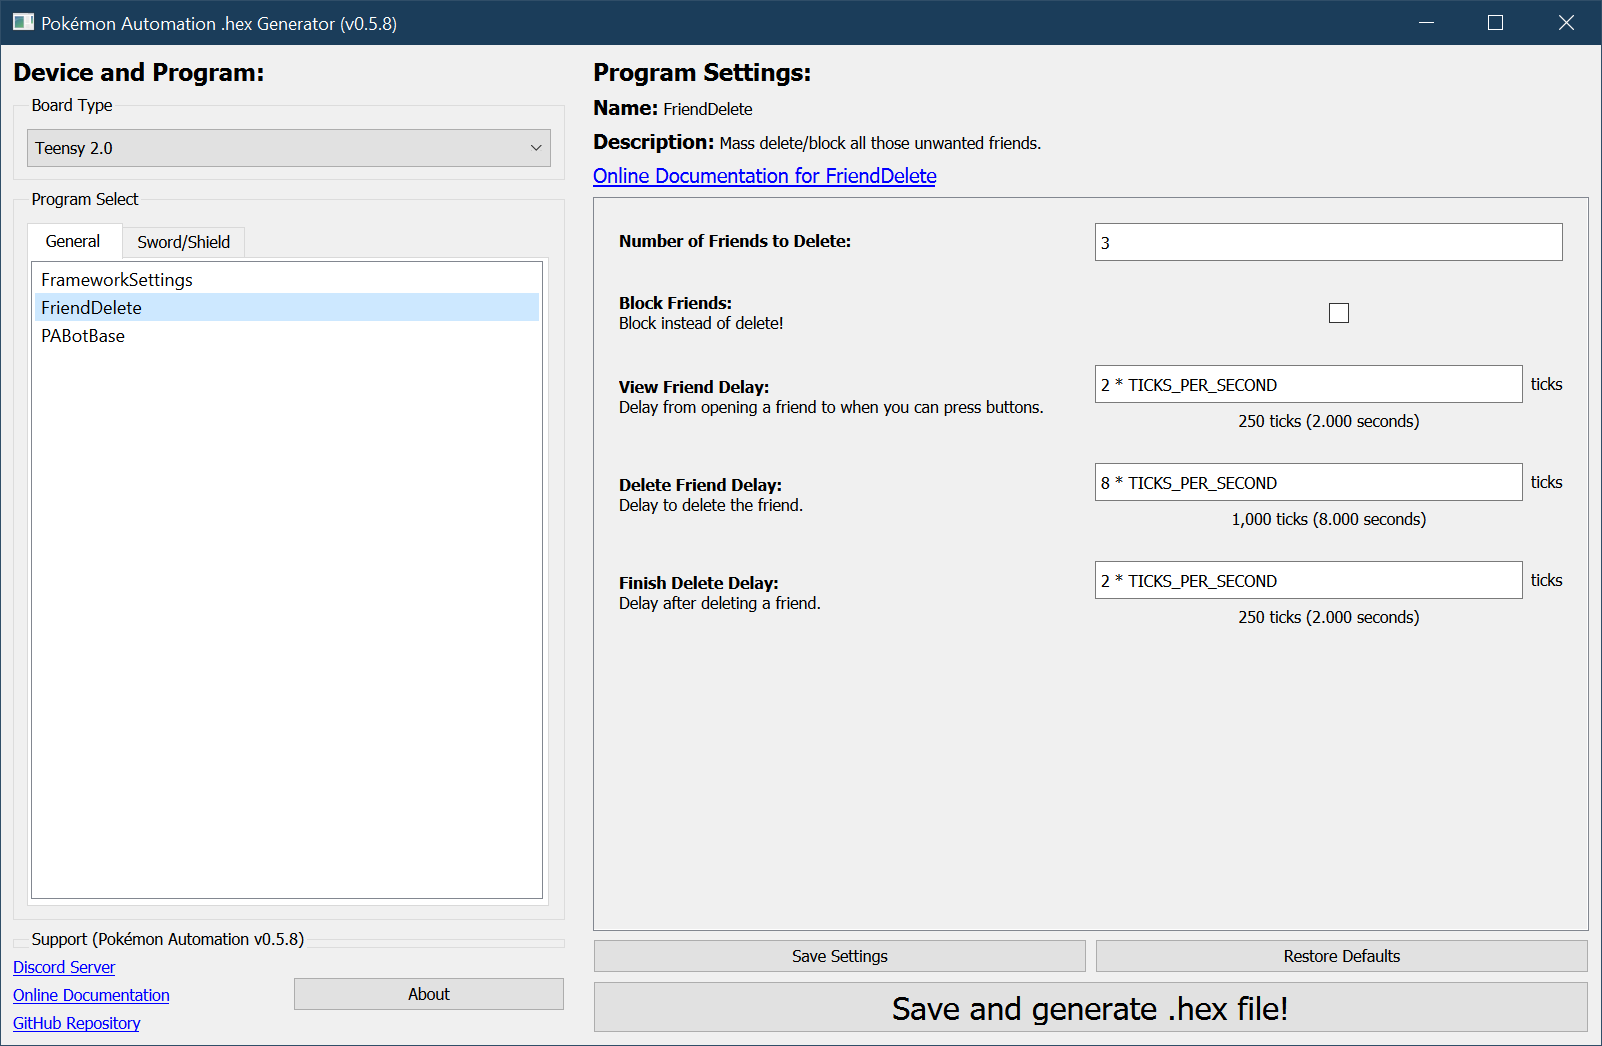 Pokémon Automation .hex Generator (v0.5.8)
Device and Program:
Board Type
Teensy 2.0
Program Select
General
Sword/Shield
FrameworkSettings
FriendDelete
PABotBase
Support (Pokémon Automation v0.5.8)
Discord Server
Online Documentation
GitHub Repository
About
Program Settings:
Name: FriendDelete
Description: Mass delete/block all those unwanted friends.
Online Documentation for FriendDelete
Number of Friends to Delete:
3
Block Friends:
Block instead of delete!
View Friend Delay:
Delay from opening a friend to when you can press buttons.
2 * TICKS_PER_SECOND ticks
250 ticks (2.000 seconds)
Delete Friend Delay:
Delay to delete the friend.
8 * TICKS_PER_SECOND ticks
1,000 ticks (8.000 seconds)
Finish Delete Delay:
Delay after deleting a friend.
2 * TICKS_PER_SECOND ticks
250 ticks (2.000 seconds)
Save Settings
Restore Defaults
Save and generate .hex file!